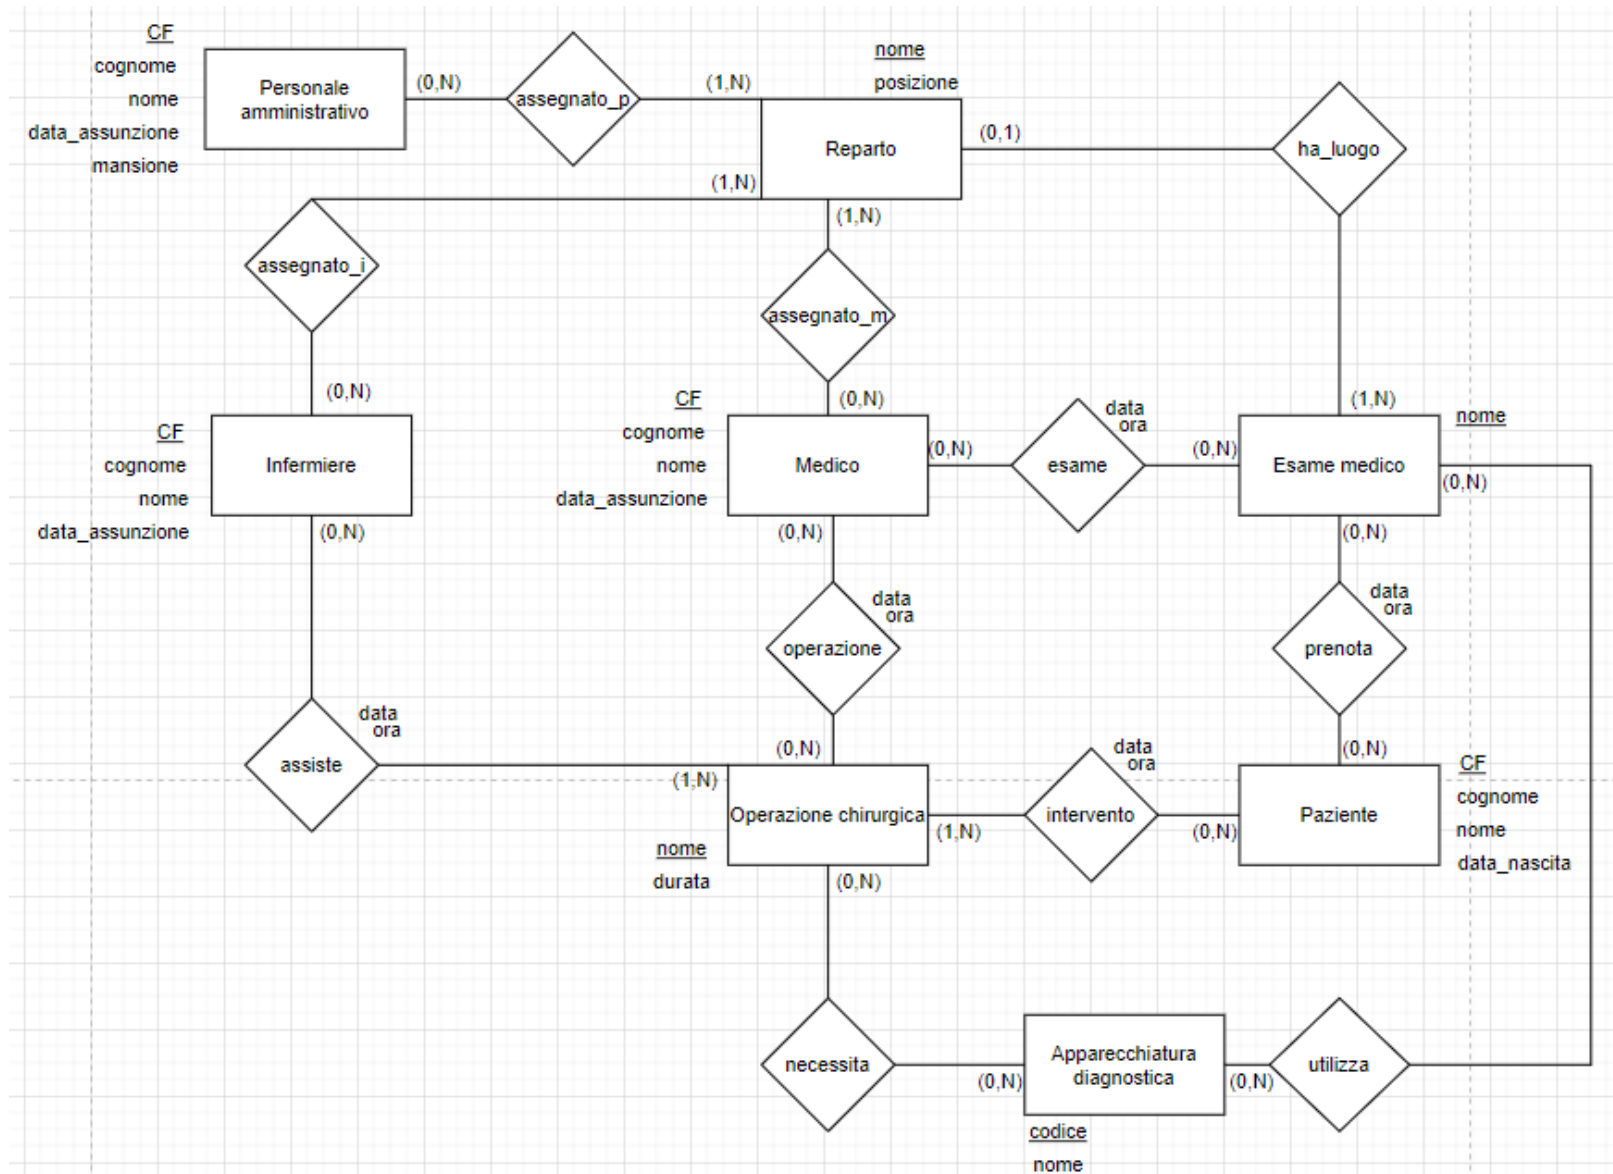 CF
cognome
nome
data_assunzione
mansione
Personale
amministrativo
(0,N)
assegnato_p
(1,N)
nome
posizione
Reparto
(0,1)
ha_luogo
(1,N)
(1,N)
assegnato_i
assegnato_m
(0,N)
(0,N)
(1,N)
CF
cognome
nome
data_assunzione
Infermiere
(0,N)
CF
cognome
nome
data_assunzione
Medico
(0,N)
(0,N)
data
ora
esame
(0,N)
Esame medico
nome
(0,N)
(0,N)
data
ora
operazione
data
ora
prenota
data
ora
assiste
(0,N)
(1,N)
Operazione chirurgica
nome
durata
(1,N)
(0,N)
data
ora
intervento
(0,N)
(0,N)
Paziente
CF
cognome
nome
data_nascita
necessita
(0,N)
Apparecchiatura
diagnostica
(0,N)
utilizza
codice
nome